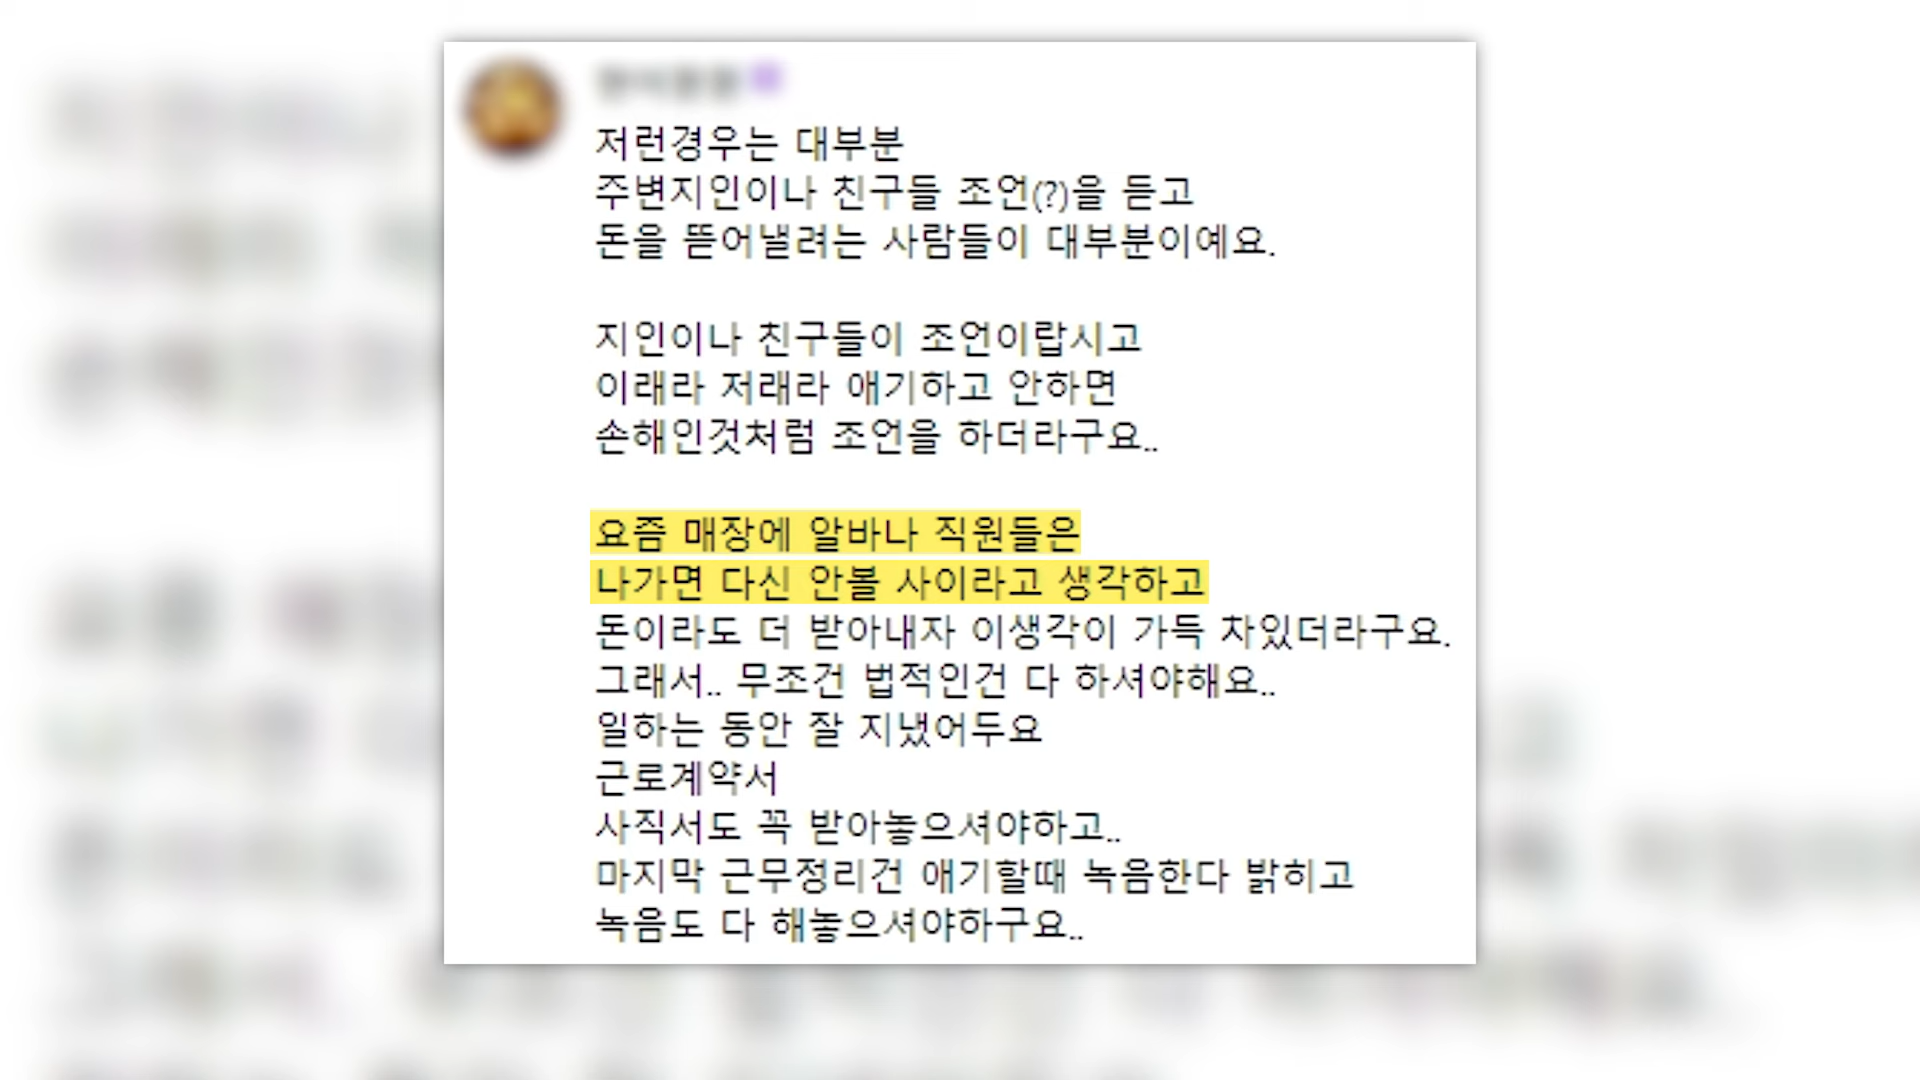 저런경우는 대부분
주변지인이나 친구들 조언(?)을 듣고
돈을 뜯어낼려는 사람들이 대부분이예요.
지인이나 친구들이 조언이랍시고
이래라 저래라 얘기하고 안하면
손해인것처럼 조언을 하더라구요..
요즘 매장에 알바나 직원들은
나가면 다신 안볼 사이라고 생각하고
돈이라도 더 받아내자 이생각이 가득 차있더라구요.
그래서.. 무조건 법적인건 다 하셔야해요..
일하는 동안 잘 지냈어두요
근로계약서
사직서도 꼭 받아놓으셔야하고..
마지막 근무정리건 얘기할때 녹음한다 밝히고
녹음도 다 해놓으셔야하구요..